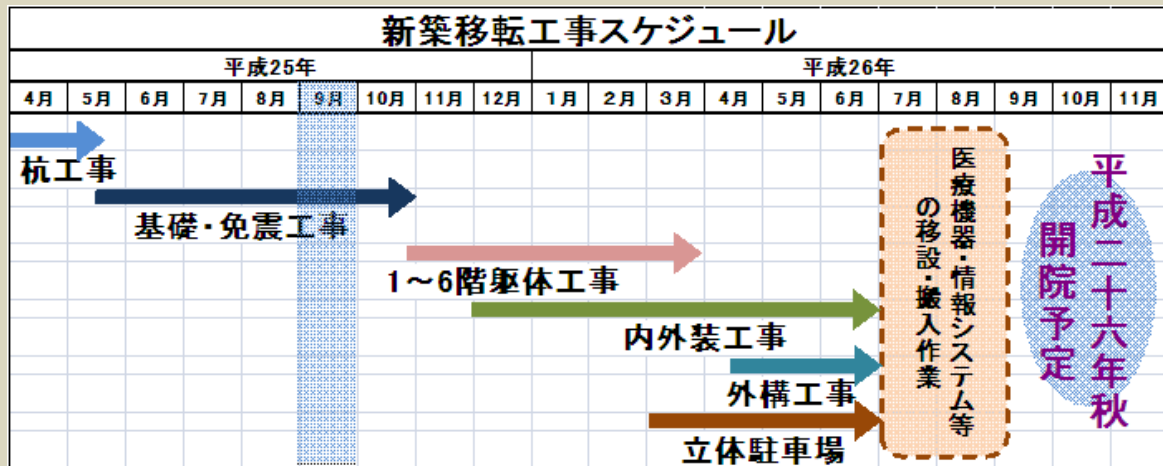 新築移転工事スケジュール
平成25年 平成26年
4月 5月 6月 7月 8月 9月 10月 11月 12月 1月 2月 3月 4月 5月 6月 7月 8月 9月 10月 11月
杭工事
基礎・免震工事
1～6階躯体工事
内外装工事
外構工事
立体駐車場
医療機器・情報システム等
の移設・搬入作業
平成二十六年秋
開院予定